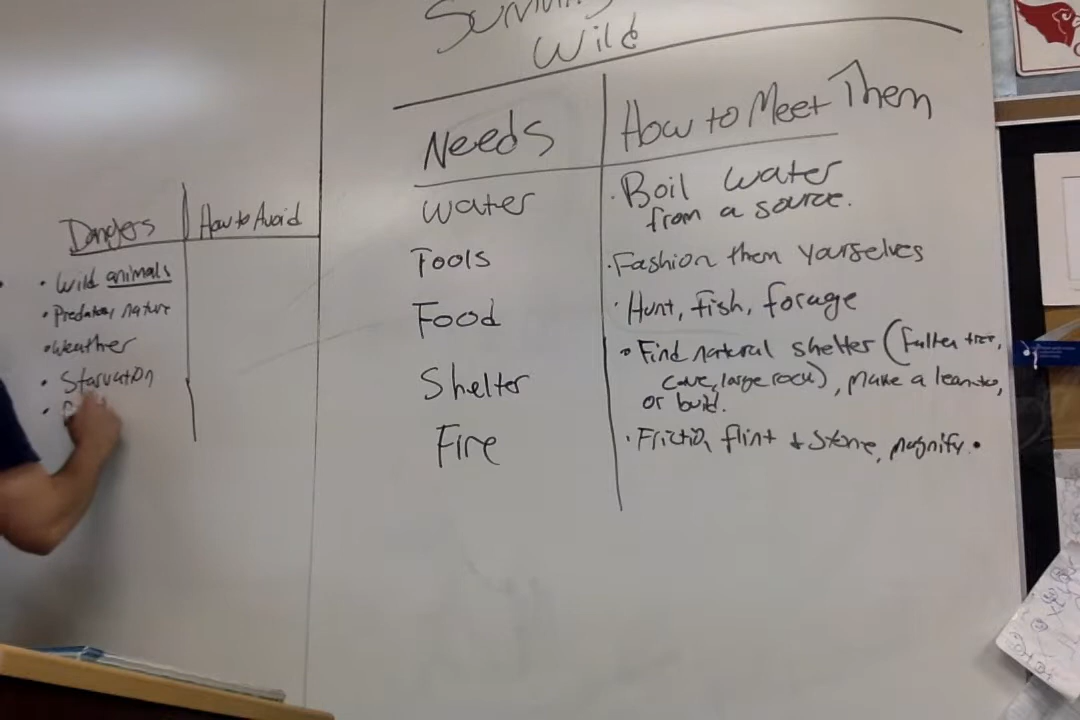 Wild
Needs
How to Meet Them
Water
• Boil water
from a source.
Tools
• Fashion them yourselves
Food
• Hunt, fish, forage
Shelter
• Find natural shelter (fallen tree,
cave, large rock), make a leanto,
or build.
Fire
• Friction, flint + stone, magnify.
Dangers
How to Avoid
• Wild animals
• Predatory nature
• Weather
• Starvation